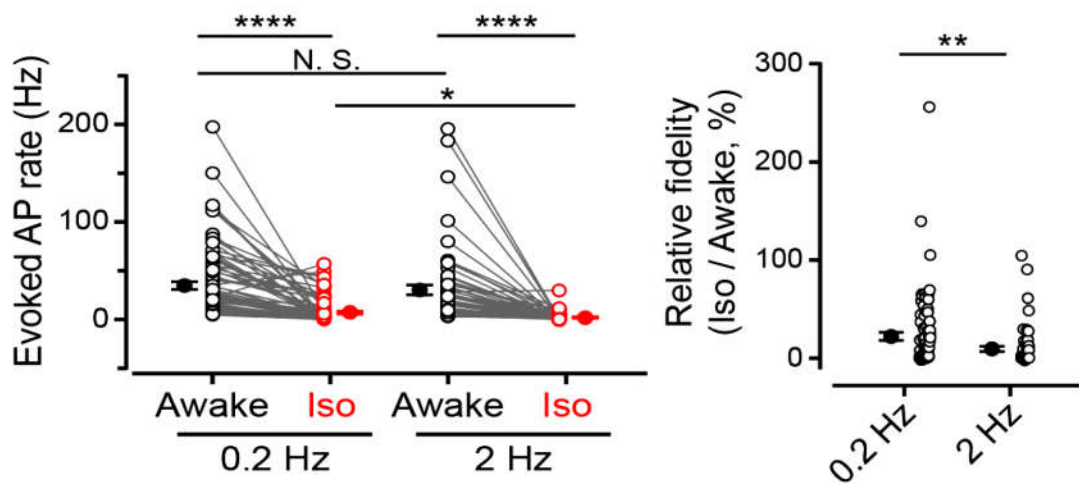 **** ****
N. S.
*
Evoked AP rate (Hz)
200
100
0
Awake Iso Awake Iso
0.2 Hz 2 Hz
**
Relative fidelity
(Iso / Awake, %)
300
200
100
0
0.2 Hz
2 Hz